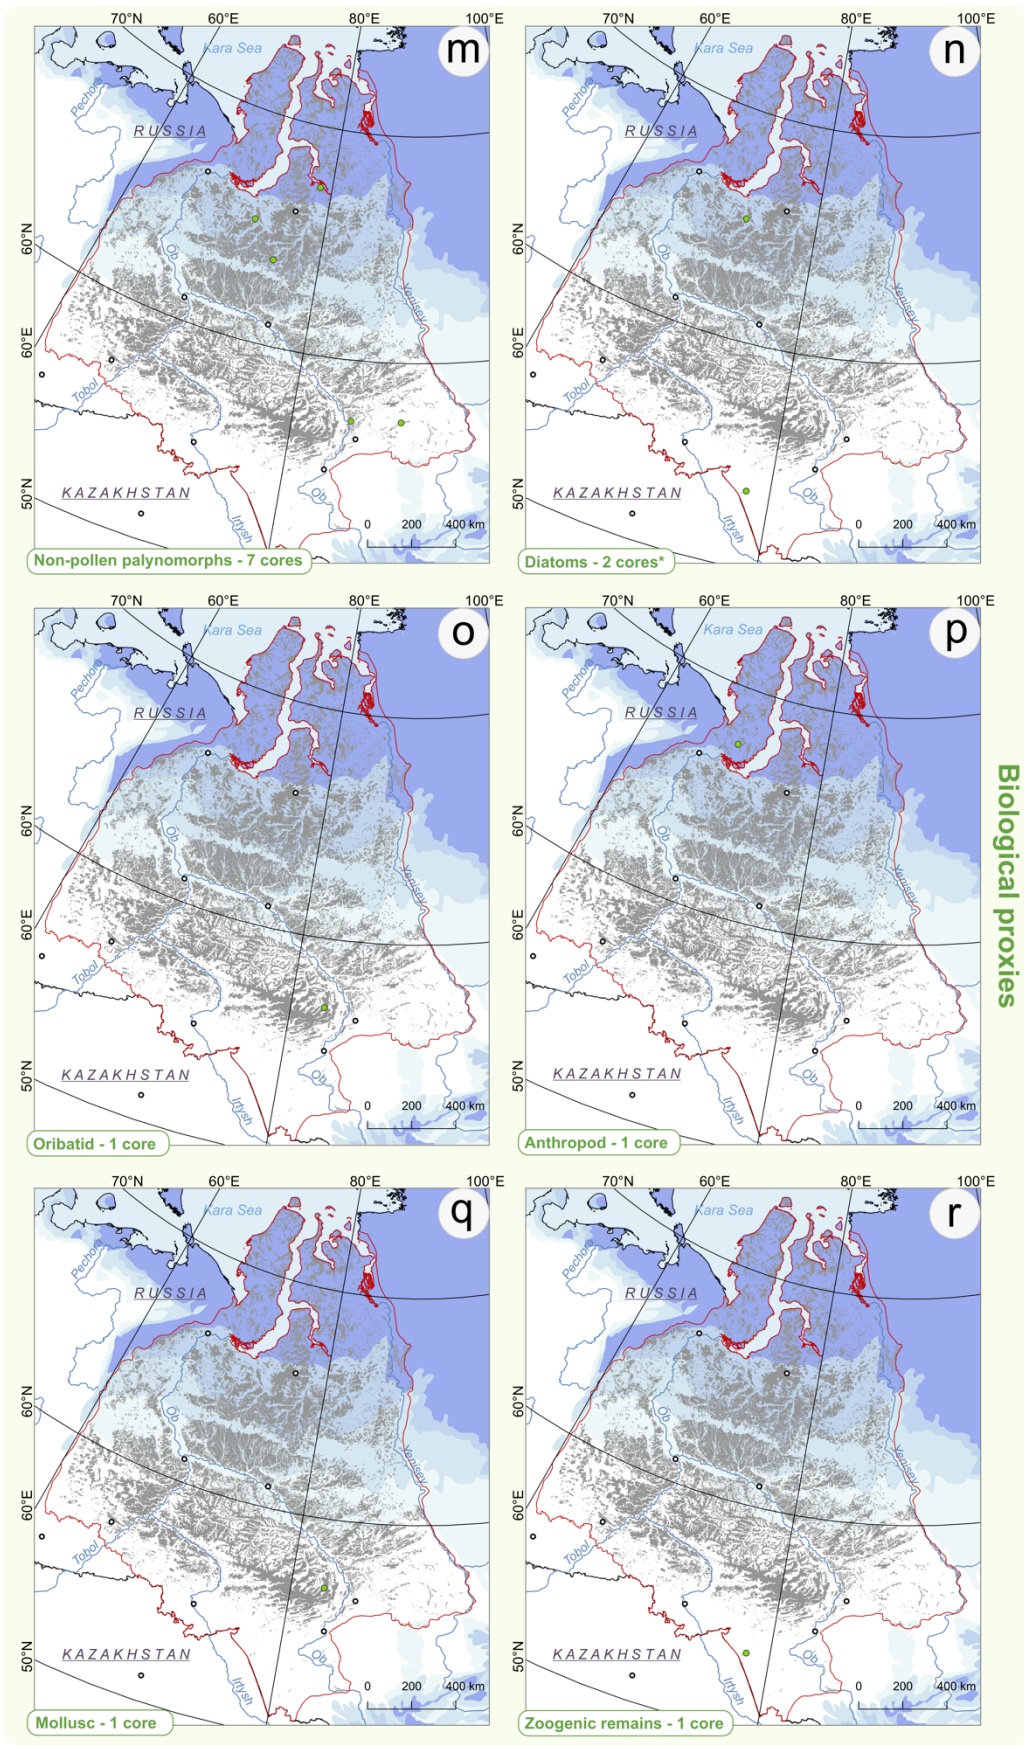 70°N 60°E 80°E 100°E
m
Kara Sea
Pechora
RUSSIA
60°N
Ob
Yenisey
60°E
Tobol
KAZAKHSTAN
50°N
Ob
Irtysh
0 200 400 km
Non-pollen palynomorphs - 7 cores
70°N 60°E 80°E 100°E
n
Kara Sea
Pechora
RUSSIA
60°N
Ob
Yenisey
60°E
Tobol
KAZAKHSTAN
50°N
Ob
Irtysh
0 200 400 km
Diatoms - 2 cores*
70°N 60°E 80°E 100°E
o
Kara Sea
Pechora
RUSSIA
60°N
Ob
Yenisey
60°E
Tobol
KAZAKHSTAN
50°N
Ob
Irtysh
0 200 400 km
Oribatid - 1 core
70°N 60°E 80°E 100°E
p
Kara Sea
Pechora
RUSSIA
60°N
Ob
Yenisey
60°E
Tobol
KAZAKHSTAN
50°N
Ob
Irtysh
0 200 400 km
Anthropod - 1 core
Biological proxies
70°N 60°E 80°E 100°E
q
Kara Sea
Pechora
RUSSIA
60°N
Ob
Yenisey
60°E
Tobol
KAZAKHSTAN
50°N
Ob
Irtysh
0 200 400 km
Mollusc - 1 core
70°N 60°E 80°E 100°E
r
Kara Sea
Pechora
RUSSIA
60°N
Ob
Yenisey
60°E
Tobol
KAZAKHSTAN
50°N
Ob
Irtysh
0 200 400 km
Zoogenic remains - 1 core